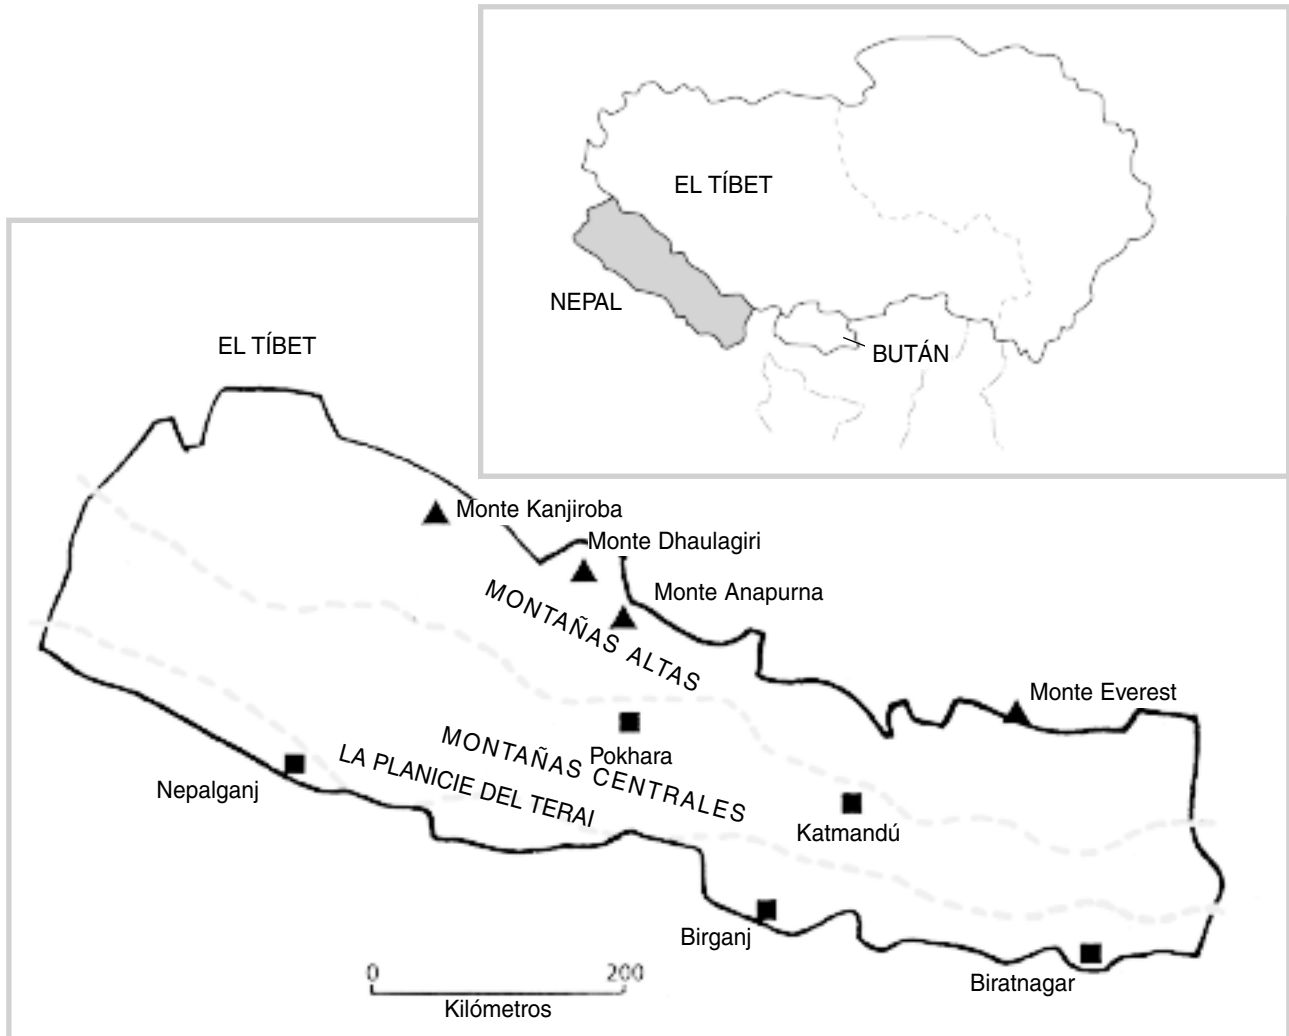 EL TÍBET
NEPAL
BUTÁN
EL TÍBET
Monte Kanjiroba
Monte Dhaulagiri
Monte Anapurna
MONTAÑAS ALTAS
Monte Everest
Pokhara
MONTAÑAS CENTRALES
LA PLANICIE DEL TERAI
Nepalganj
Katmandú
Birganj
Biratnagar
0 200
Kilómetros